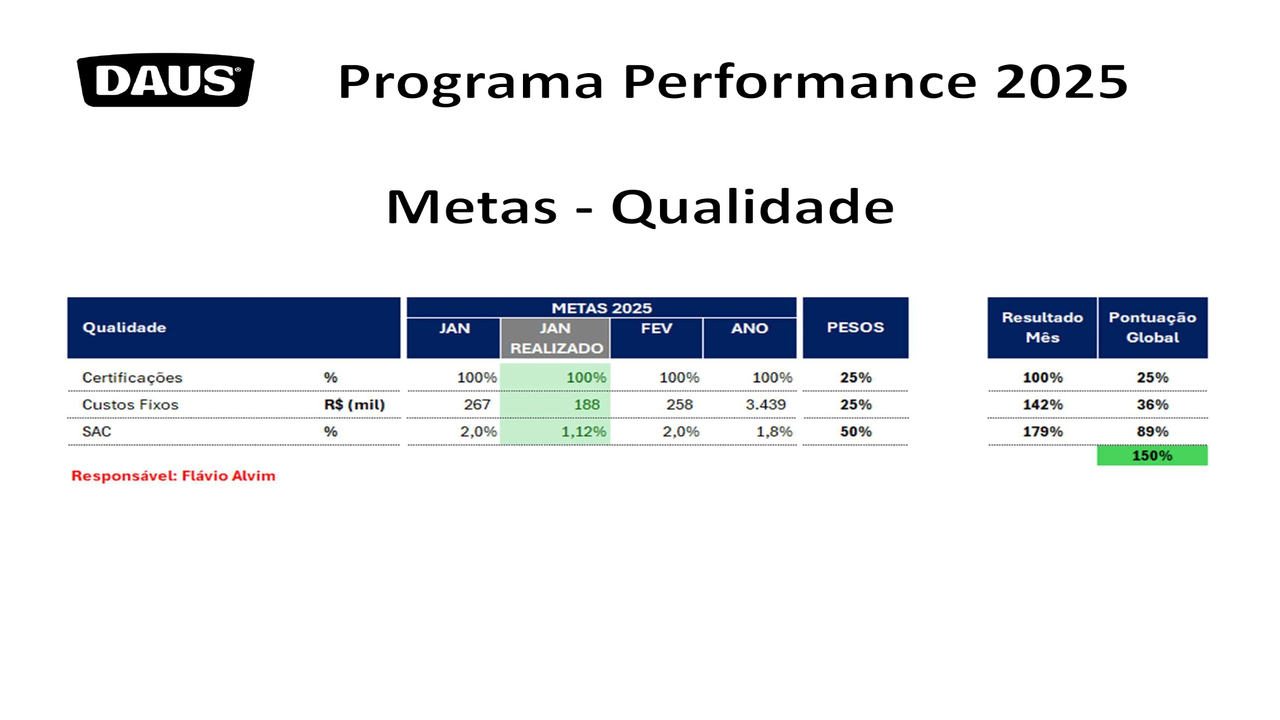 DAUS®
Programa Performance 2025
Metas - Qualidade
Qualidade METAS 2025 PESOS Resultado Mês Pontuação Global
JAN JAN REALIZADO FEV ANO
Certificações % 100% 100% 100% 100% 25% 100% 25%
Custos Fixos R$ (mil) 267 188 258 3.439 25% 142% 36%
SAC % 2,0% 1,12% 2,0% 1,8% 50% 179% 89%
150%
Responsável: Flávio Alvim